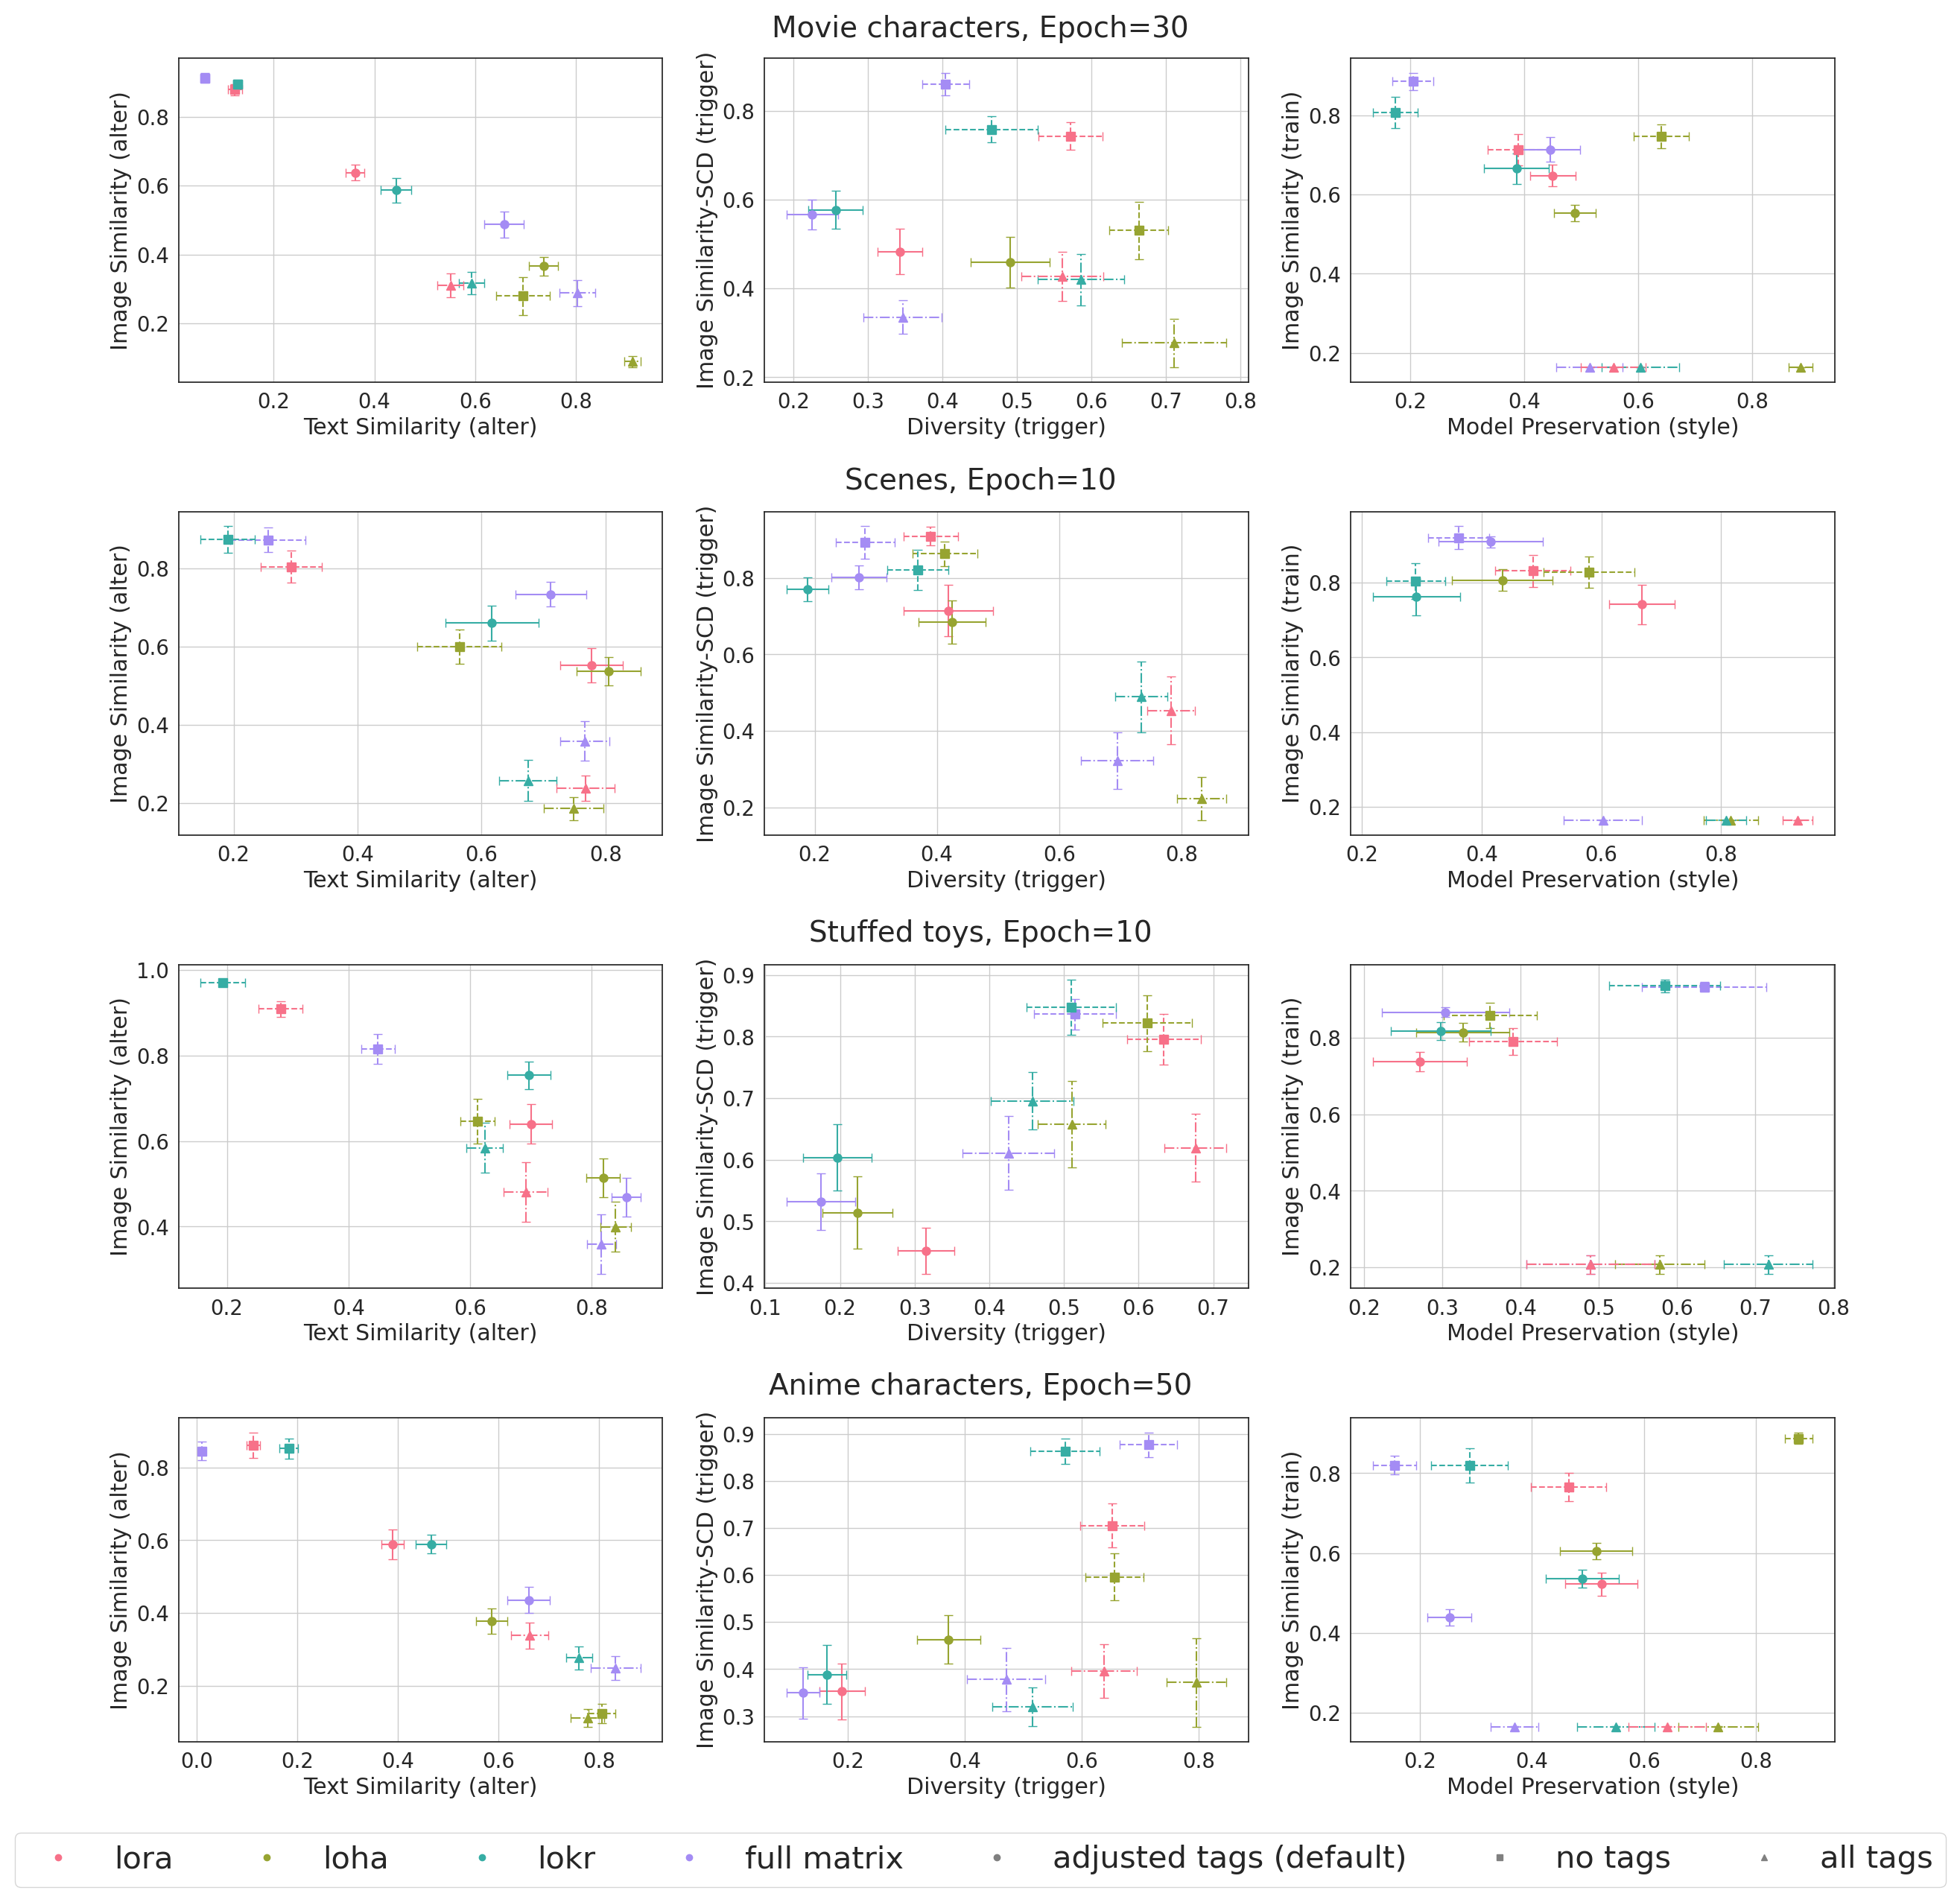 Movie characters, Epoch=30
Image Similarity (alter)
0.8
0.6
0.4
0.2
0.2 0.4 0.6 0.8
Text Similarity (alter)
Image Similarity-SCD (trigger)
0.8
0.6
0.4
0.2
0.2 0.3 0.4 0.5 0.6 0.7 0.8
Diversity (trigger)
Image Similarity (train)
0.8
0.6
0.4
0.2
0.2 0.4 0.6 0.8
Model Preservation (style)
Scenes, Epoch=10
Image Similarity (alter)
0.8
0.6
0.4
0.2
0.2 0.4 0.6 0.8
Text Similarity (alter)
Image Similarity-SCD (trigger)
0.8
0.6
0.4
0.2
0.2 0.4 0.6 0.8
Diversity (trigger)
Image Similarity (train)
0.8
0.6
0.4
0.2
0.2 0.4 0.6 0.8
Model Preservation (style)
Stuffed toys, Epoch=10
Image Similarity (alter)
1.0
0.8
0.6
0.4
0.2 0.4 0.6 0.8
Text Similarity (alter)
Image Similarity-SCD (trigger)
0.9
0.8
0.7
0.6
0.5
0.4
0.1 0.2 0.3 0.4 0.5 0.6 0.7
Diversity (trigger)
Image Similarity (train)
0.8
0.6
0.4
0.2
0.2 0.3 0.4 0.5 0.6 0.7 0.8
Model Preservation (style)
Anime characters, Epoch=50
Image Similarity (alter)
0.8
0.6
0.4
0.2
0.0 0.2 0.4 0.6 0.8
Text Similarity (alter)
Image Similarity-SCD (trigger)
0.9
0.8
0.7
0.6
0.5
0.4
0.3
0.2 0.4 0.6 0.8
Diversity (trigger)
Image Similarity (train)
0.8
0.6
0.4
0.2
0.2 0.4 0.6 0.8
Model Preservation (style)
lora loha lokr full matrix adjusted tags (default) no tags all tags